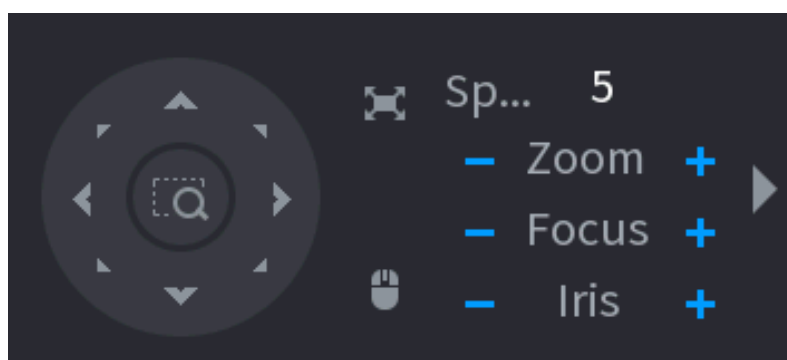 Sp... 5
− Zoom +
− Focus +
− Iris +